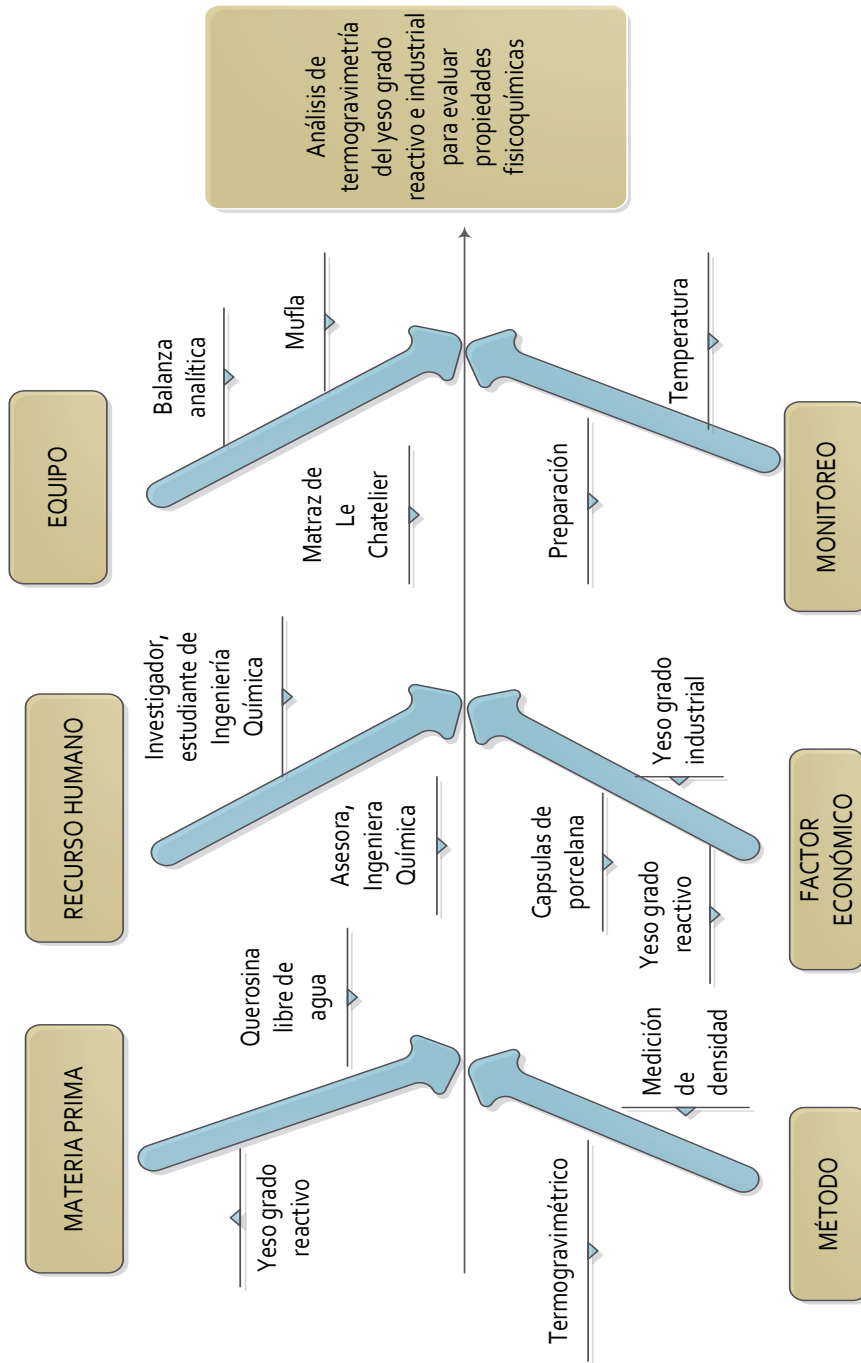 MATERIA PRIMA
RECURSO HUMANO
EQUIPO
Yeso grado
reactivo
Querosina
libre de
agua
Investigador,
estudiante de
Ingeniería
Química
Asesora,
Ingeniera
Química
Balanza
analítica
Mufla
Matraz de
Le
Chatelier
Análisis de
termogravimetría
del yeso grado
reactivo e industrial
para evaluar
propiedades
fisicoquímicas
Termogravimétrico
Medición
de
densidad
Capsulas de
porcelana
Yeso grado
reactivo
Yeso grado
industrial
Preparación
Temperatura
MÉTODO
FACTOR
ECONÓMICO
MONITOREO